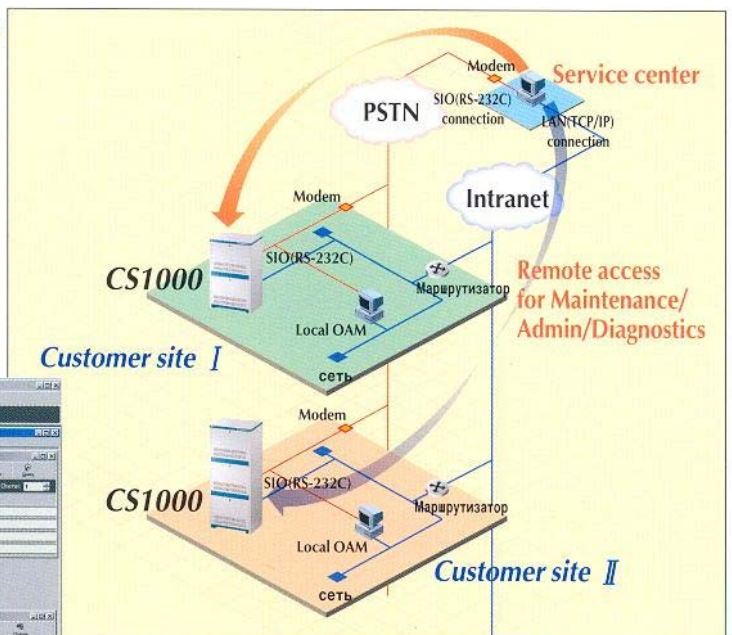 Modem
Service center
PSTN
SIO(RS-232C)
connection
LAN(TCP/IP)
connection
Modem
Intranet
CS1000
SIO(RS-232C)
Маршрутизатор
Remote access
for Maintenance/
Admin/Diagnostics
Local OAM
Customer site I
сеть
Modem
CS1000
SIO(RS-232C)
Маршрутизатор
Local OAM
Customer site II
сеть